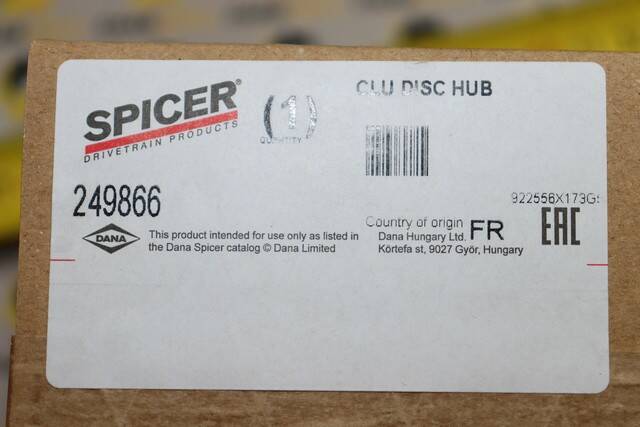 SPICER®
DRIVETRAIN PRODUCTS
(1)
QUANTITY
CLU DISC HUB
249866
922556X173G
DANA
This product intended for use only as listed in
the Dana Spicer catalog © Dana Limited
Country of origin FR
Dana Hungary Ltd.
Körtefa st, 9027 Győr, Hungary
EAC